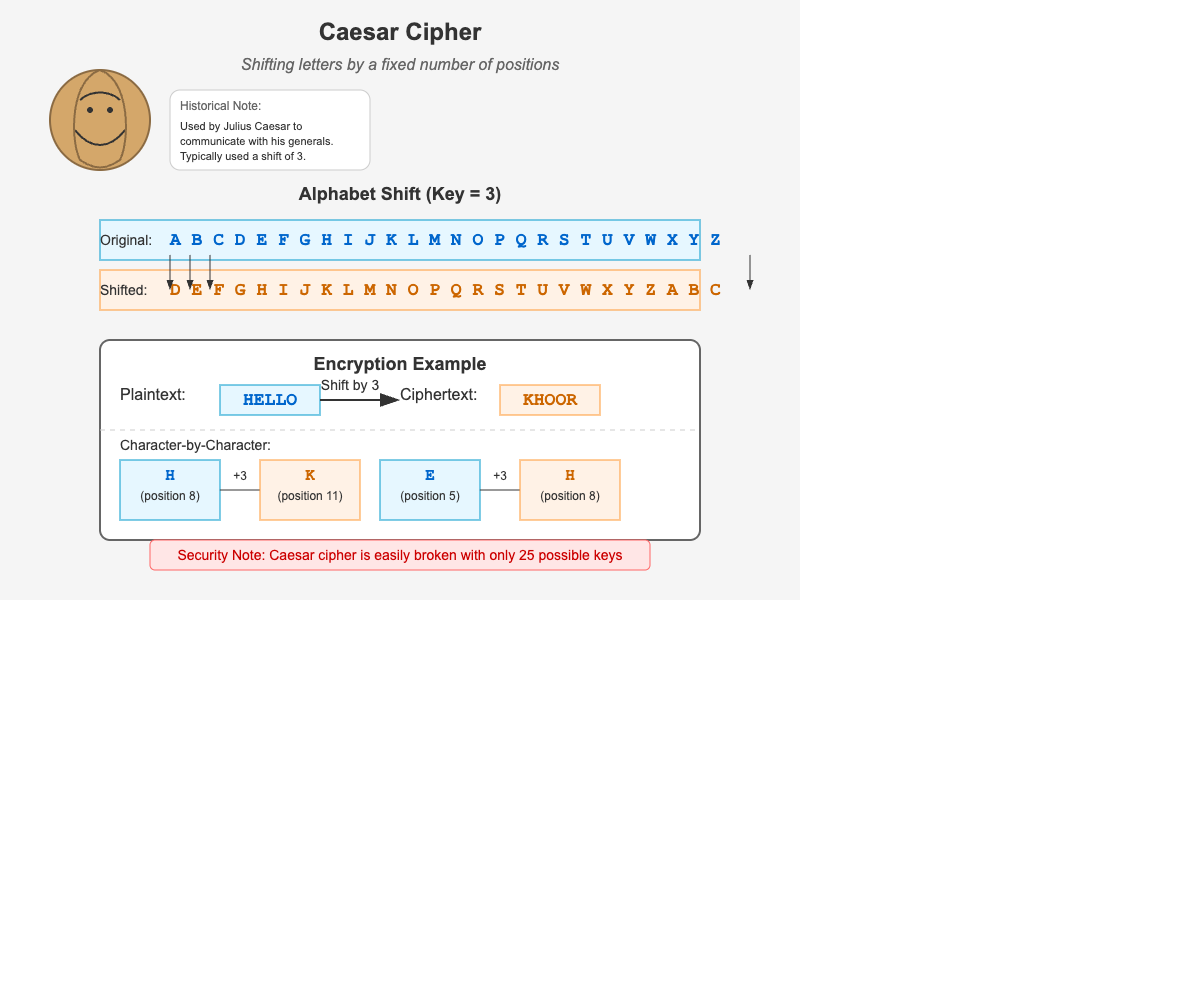 Caesar Cipher
Shifting letters by a fixed number of positions
Historical Note:
Used by Julius Caesar to
communicate with his generals.
Typically used a shift of 3.
Alphabet Shift (Key = 3)
Original: A B C D E F G H I J K L M N O P Q R S T U V W X Y Z
Shifted: D E F G H I J K L M N O P Q R S T U V W X Y Z A B C
Encryption Example
Plaintext: HELLO Shift by 3 Ciphertext: KHOOR
Character-by-Character:
H +3 K E +3 H
(position 8) (position 11) (position 5) (position 8)
Security Note: Caesar cipher is easily broken with only 25 possible keys